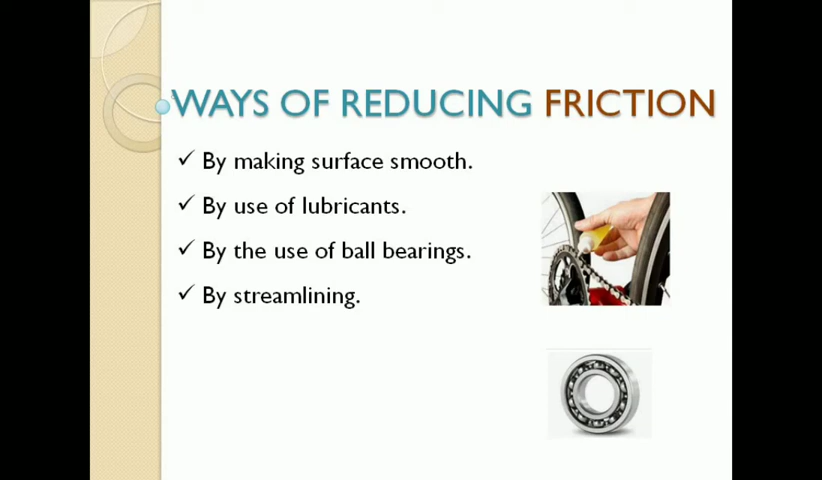 WAYS OF REDUCING FRICTION
✓ By making surface smooth.
✓ By use of lubricants.
✓ By the use of ball bearings.
✓ By streamlining.